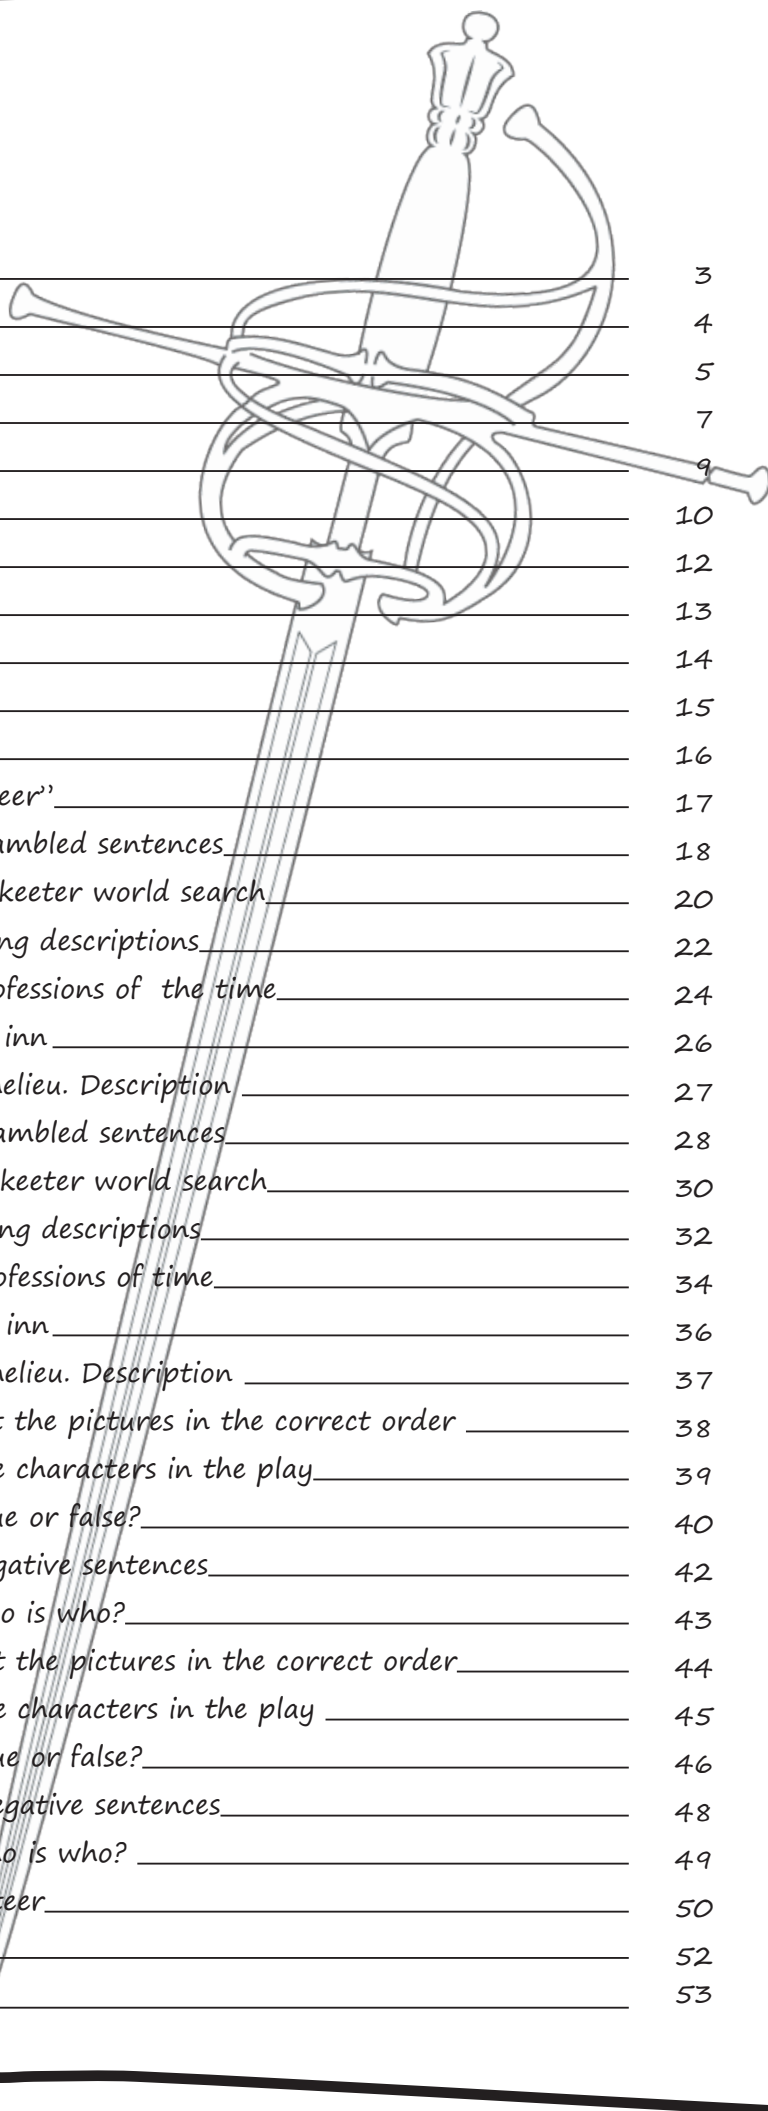 3
4
5
7
9
10
12
13
14
15
16
eer” 17
ambled sentences 18
keeter world search 20
ng descriptions 22
ofessions of the time 24
inn 26
elieu. Description 27
ambled sentences 28
keeter world search 30
ng descriptions 32
ofessions of time 34
inn 36
helieu. Description 37
t the pictures in the correct order 38
e characters in the play 39
ue or false? 40
gative sentences 42
o is who? 43
t the pictures in the correct order 44
e characters in the play 45
ue or false? 46
egative sentences 48
o is who? 49
teer 50
52
53